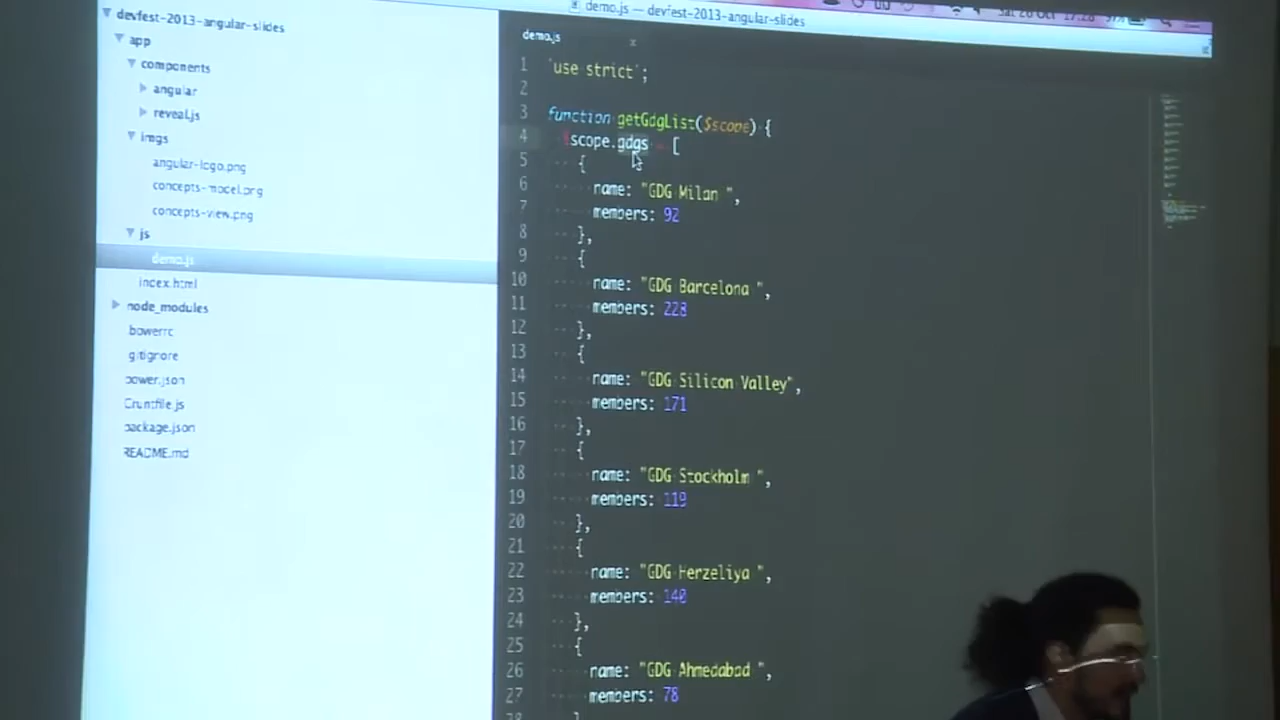 demo.js — devfest-2013-angular-slides
devfest-2013-angular-slides
app
components
angular
reveal.js
imgs
angular-logo.png
concepts-model.png
concepts-view.png
js
demo.js
index.html
node_modules
bowerrc
gitignore
bower.json
Gruntfile.js
package.json
README.md
demo.js
1 'use strict';
2
3 function getGdgList($scope) {
4 $scope.gdgs = [
5 {
6 name: "GDG Milan ",
7 members: 92
8 },
9 {
10 name: "GDG Barcelona ",
11 members: 228
12 },
13 {
14 name: "GDG Silicon Valley",
15 members: 171
16 },
17 {
18 name: "GDG Stockholm ",
19 members: 119
20 },
21 {
22 name: "GDG Herzeliya ",
23 members: 140
24 },
25 {
26 name: "GDG Ahmedabad ",
27 members: 78
28 }